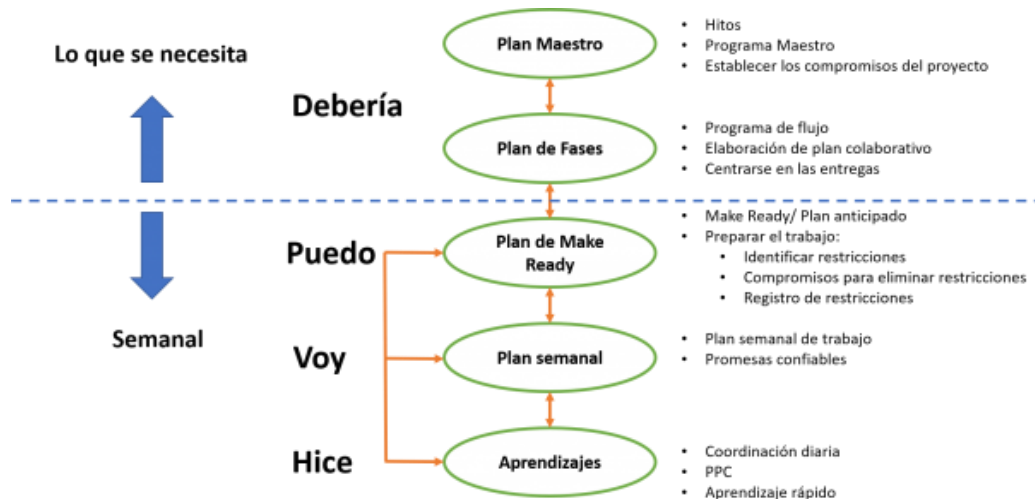 Lo que se necesita
Semanal
Debería
Puedo
Voy
Hice
Plan Maestro
Plan de Fases
Plan de Make
Ready
Plan semanal
Aprendizajes
• Hitos
• Programa Maestro
• Establecer los compromisos del proyecto
• Programa de flujo
• Elaboración de plan colaborativo
• Centrarse en las entregas
• Make Ready/ Plan anticipado
• Preparar el trabajo:
• Identificar restricciones
• Compromisos para eliminar restricciones
• Registro de restricciones
• Plan semanal de trabajo
• Promesas confiables
• Coordinación diaria
• PPC
• Aprendizaje rápido